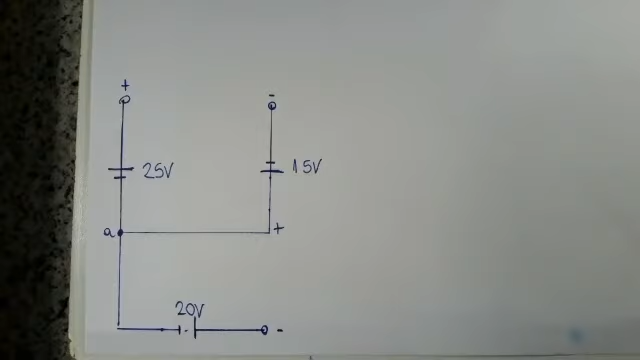 + -
25V 15V
a +
20V
-